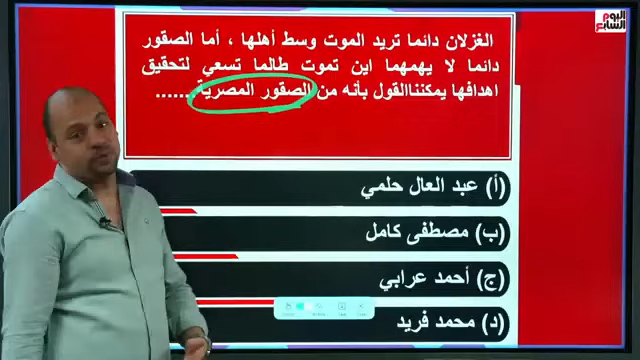 اليوم السابع
الغزلان دائما تريد الموت وسط أهلها ، أما الصقور
دائما لا يهمهما اين تموت طالما تسعي لتحقيق
اهدافها يمكنناالقول بأنه من الصقور المصرية.......
(أ) عبد العال حلمي
(ب) مصطفى كامل
(ج) أحمد عرابي
(د) محمد فريد